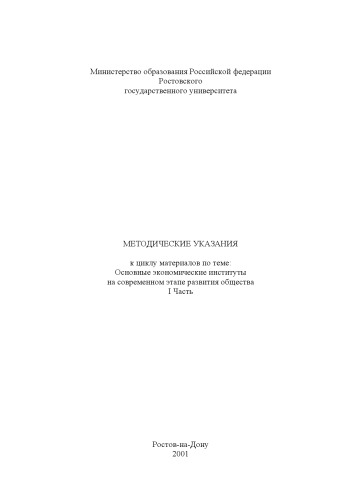 Министерство образования Российской федерации
Ростовского
государственного университета
МЕТОДИЧЕСКИЕ УКАЗАНИЯ
к циклу материалов по теме:
Основные экономические институты
на современном этапе развития общества
I Часть
Ростов-на-Дону
2001